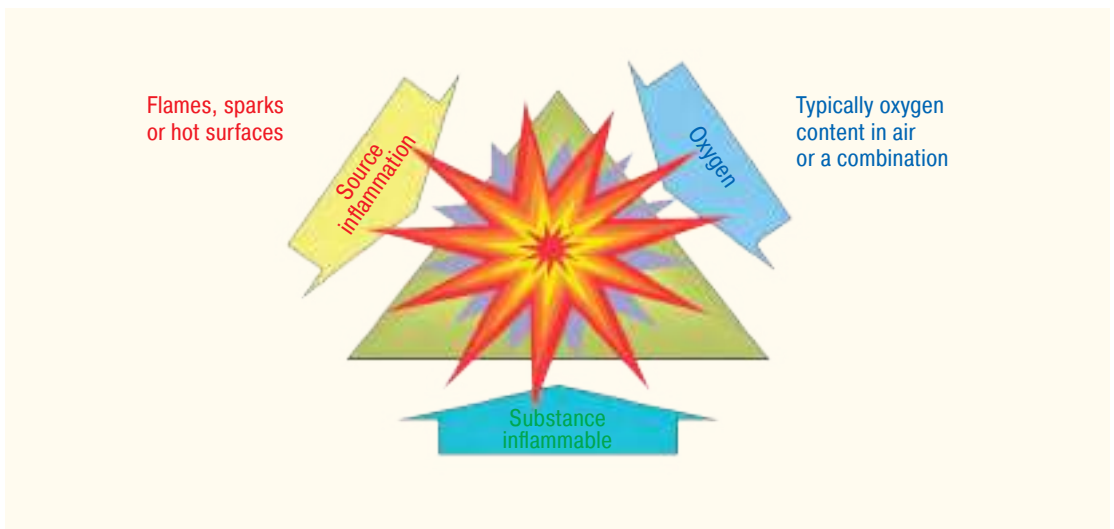 Flames, sparks
or hot surfaces
Source
inflammation
Oxygen
Typically oxygen
content in air
or a combination
Substance
inflammable